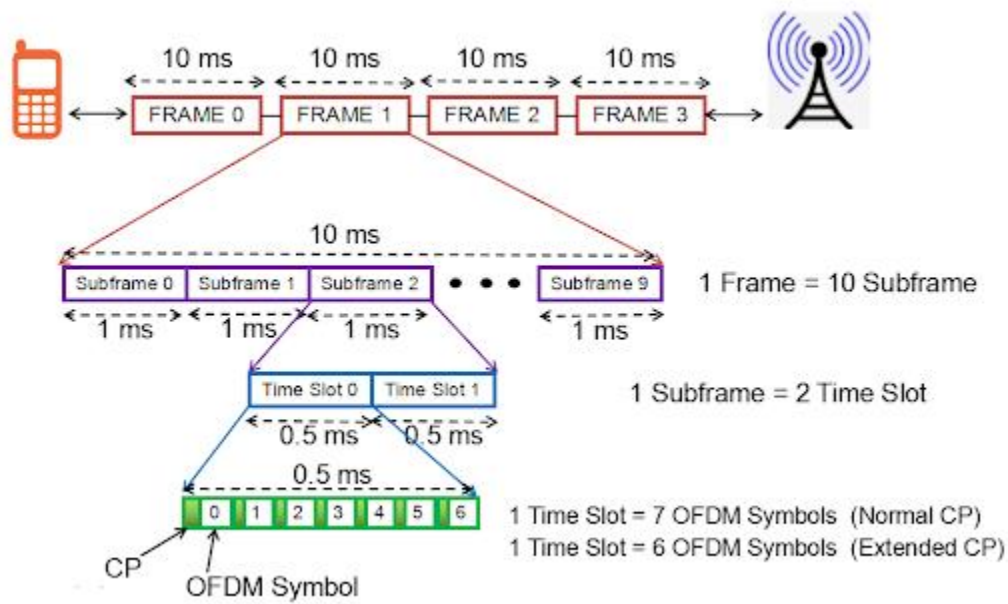 10 ms 10 ms 10 ms 10 ms
FRAME 0 FRAME 1 FRAME 2 FRAME 3
10 ms
Subframe 0 Subframe 1 Subframe 2 Subframe 9 1 Frame = 10 Subframe
1 ms 1 ms 1 ms 1 ms
Time Slot 0 Time Slot 1 1 Subframe = 2 Time Slot
0.5 ms 0.5 ms
0.5 ms
0 1 2 3 4 5 6 1 Time Slot = 7 OFDM Symbols (Normal CP)
1 Time Slot = 6 OFDM Symbols (Extended CP)
CP
OFDM Symbol